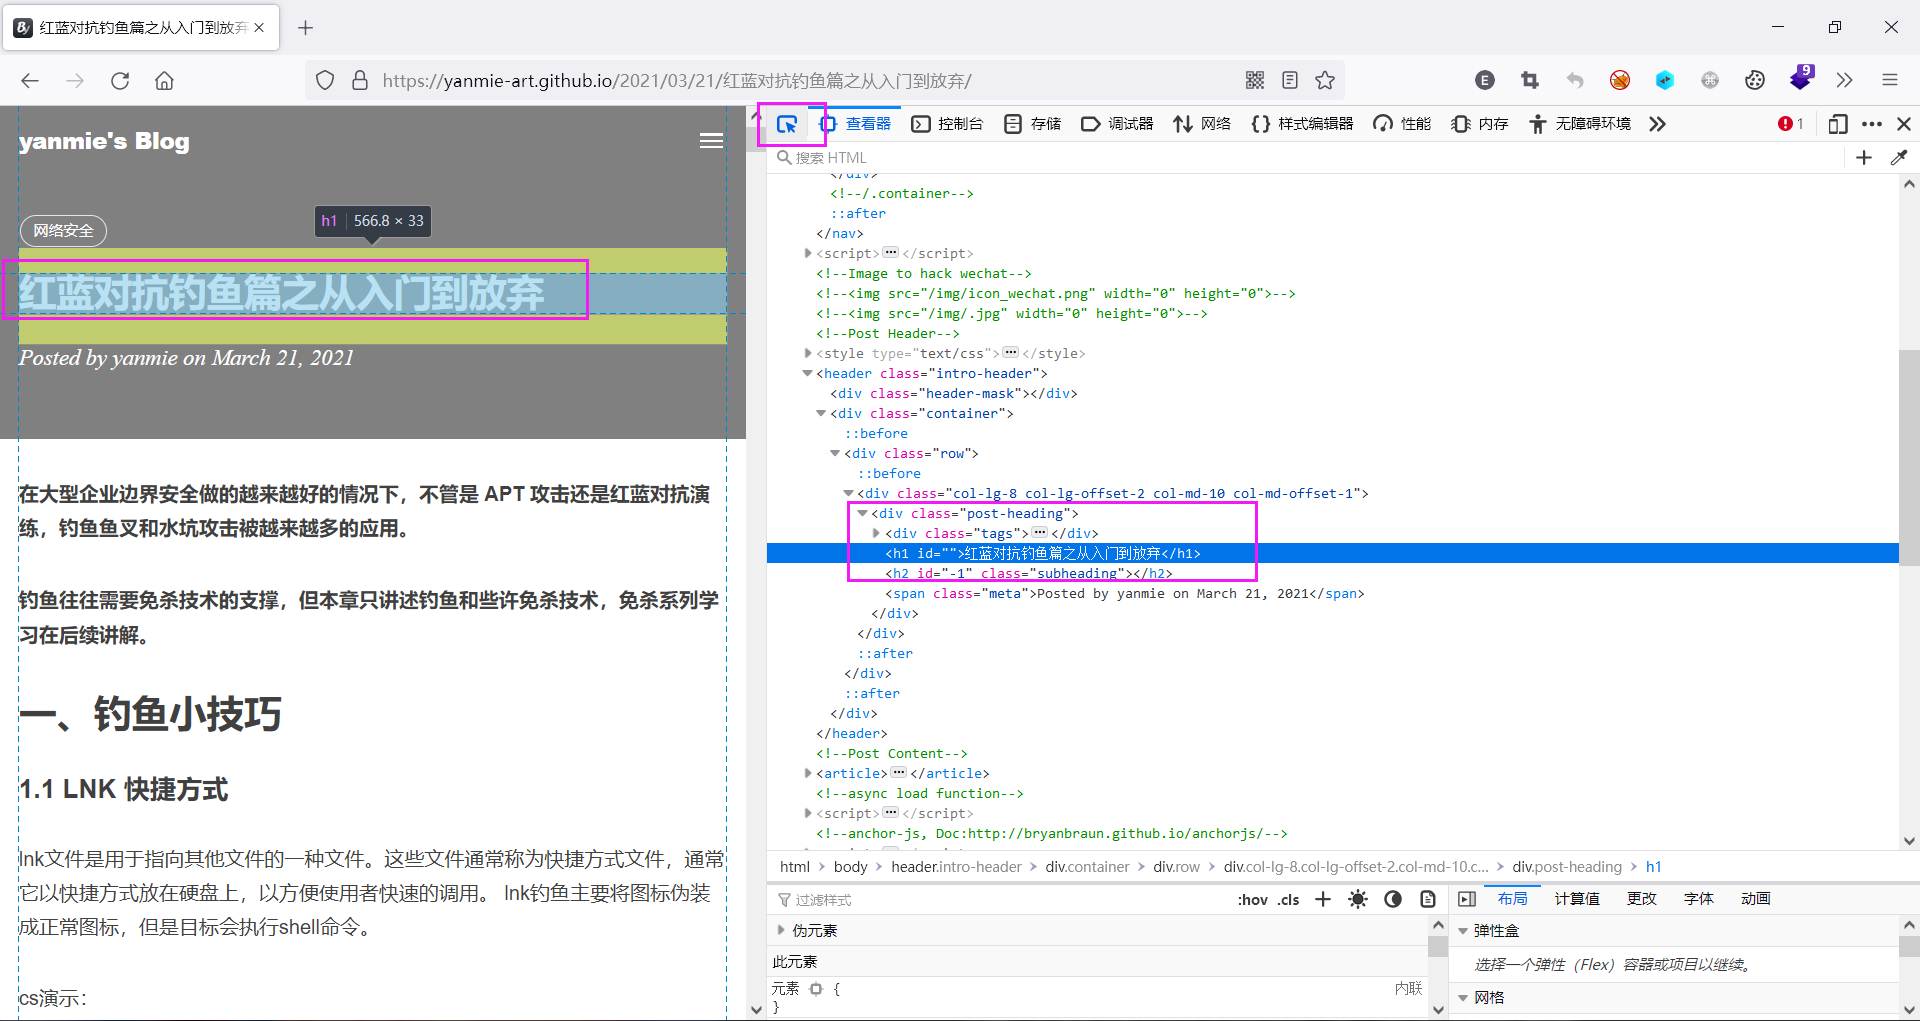 红蓝对抗钓鱼篇之从入门到放弃
https://yanmie-art.github.io/2021/03/21/红蓝对抗钓鱼篇之从入门到放弃/
E
9
yanmie's Blog
网络安全
h1 566.8 × 33
红蓝对抗钓鱼篇之从入门到放弃
Posted by yanmie on March 21, 2021
在大型企业边界安全做的越来越好的情况下，不管是 APT 攻击还是红蓝对抗演
练，钓鱼鱼叉和水坑攻击被越来越多的应用。
钓鱼往往需要免杀技术的支撑，但本章只讲述钓鱼和些许免杀技术，免杀系列学
习在后续讲解。
一、钓鱼小技巧
1.1 LNK 快捷方式
lnk文件是用于指向其他文件的一种文件。这些文件通常称为快捷方式文件，通常
它以快捷方式放在硬盘上，以方便使用者快速的调用。 lnk钓鱼主要将图标伪装
成正常图标，但是目标会执行shell命令。
cs演示：
查看器 控制台 存储 调试器 网络 样式编辑器 性能 内存 无障碍环境 1
搜索 HTML
</div>
<!--/.container-->
::after
</nav>
<script>⋯</script>
<!--Image to hack wechat-->
<!--<img src="/img/icon_wechat.png" width="0" height="0">-->
<!--<img src="/img/.jpg" width="0" height="0">-->
<!--Post Header-->
<style type="text/css">⋯</style>
<header class="intro-header">
<div class="header-mask"></div>
<div class="container">
::before
<div class="row">
::before
<div class="col-lg-8 col-lg-offset-2 col-md-10 col-md-offset-1">
<div class="post-heading">
<div class="tags">⋯</div>
<h1 id="">红蓝对抗钓鱼篇之从入门到放弃</h1>
<h2 id="-1" class="subheading"></h2>
<span class="meta">Posted by yanmie on March 21, 2021</span>
</div>
</div>
::after
</div>
::after
</div>
</header>
<!--Post Content-->
<article>⋯</article>
<!--async load function-->
<script>⋯</script>
<!--anchor-js, Doc:http://bryanbraun.github.io/anchorjs/-->
html > body > header.intro-header > div.container > div.row > div.col-lg-8.col-lg-offset-2.col-md-10.c... > div.post-heading > h1
过滤样式 :hov .cls
伪元素
此元素
元素 {
内联
}
布局 计算值 更改 字体 动画
弹性盒
选择一个弹性（Flex）容器或项目以继续。
网格